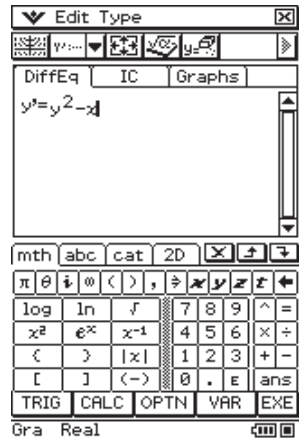 Edit Type
DiffEq IC Graphs
y'=y²-x
mth abc cat 2D
π θ i ∞ ( ) , ⇒ x y z t ←
log ln √ 7 8 9 ^ =
x² eˣ x⁻¹ 4 5 6 × ÷
( ) |x| 1 2 3 + -
[ ] (-) 0 . E ans
TRIG CALC OPTN VAR EXE
Gra Real